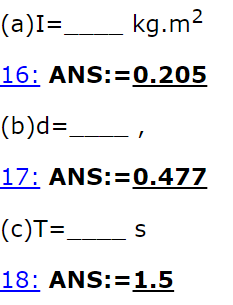 (a)I=____ kg.m²
16: ANS:=0.205
(b)d=____ ,
17: ANS:=0.477
(c)T=____ s
18: ANS:=1.5